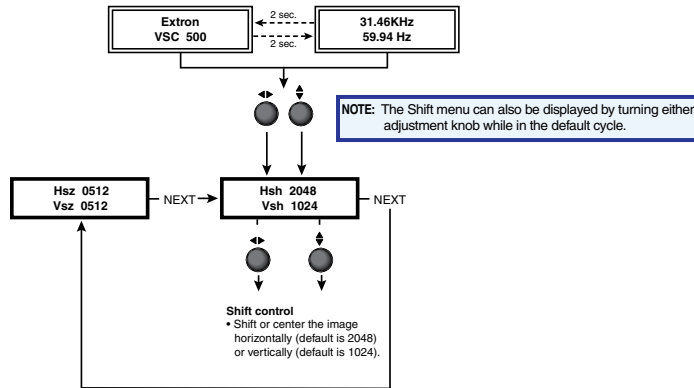 Extron
VSC 500
2 sec.
2 sec.
31.46KHz
59.94 Hz
NOTE: The Shift menu can also be displayed by turning either
adjustment knob while in the default cycle.
Hsz 0512
Vsz 0512
NEXT
Hsh 2048
Vsh 1024
NEXT
Shift control
• Shift or center the image
horizontally (default is 2048)
or vertically (default is 1024).